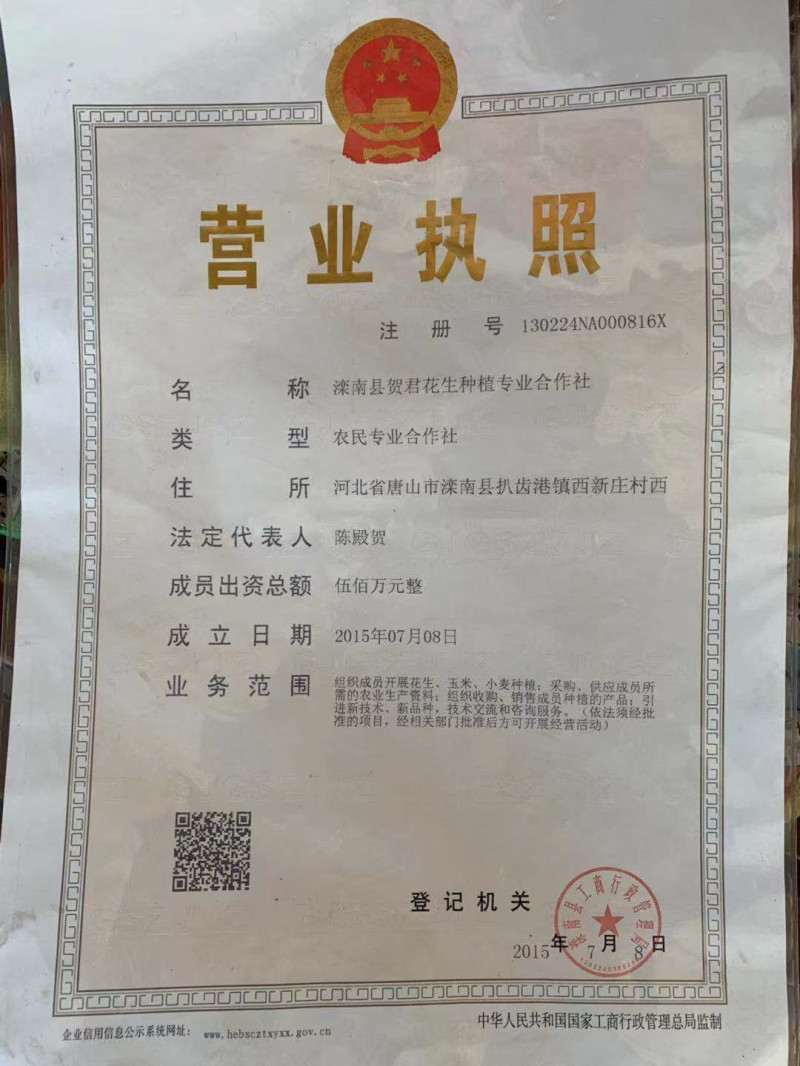 营业执照
注册号 130224NA000816X
名称 滦南县贺君花生种植专业合作社
类型 农民专业合作社
住所 河北省唐山市滦南县扒齿港镇西新庄村西
法定代表人 陈殿贺
成员出资总额 伍佰万元整
成立日期 2015年07月08日
业务范围 组织成员开展花生、玉米、小麦种植；采购、供应成员所
需的农业生产资料；组织收购、销售成员种植的产品；引
进新技术、新品种，技术交流和咨询服务。（依法须经批
准的项目，经相关部门批准后方可开展经营活动）
登记机关
滦南县工商行政管理局
2015年7月8日
企业信用信息公示系统网址： www.hebscztxyxx.gov.cn
中华人民共和国国家工商行政管理总局监制